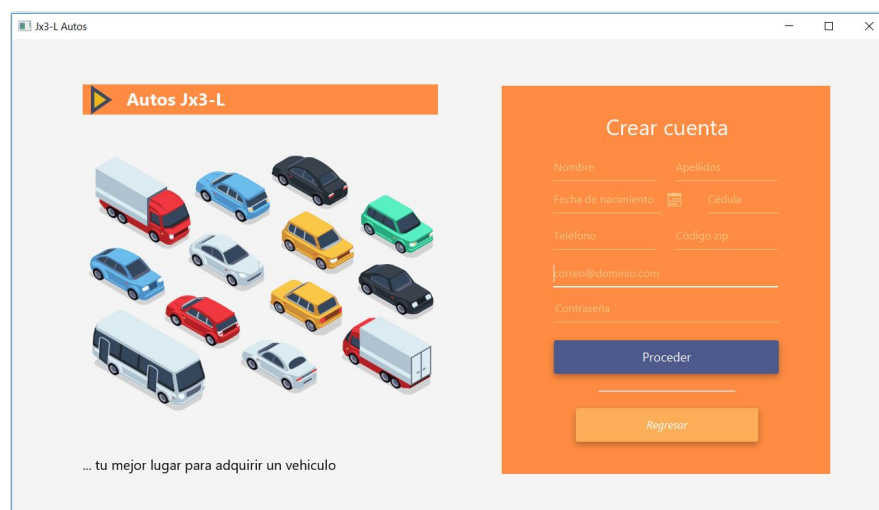 Jx3-L Autos
Autos Jx3-L
... tu mejor lugar para adquirir un vehiculo
Crear cuenta
Nombre Apellidos
Fecha de nacimiento Cédula
Teléfono Código zip
correo@dominio.com
Contraseña
Proceder
Regresar